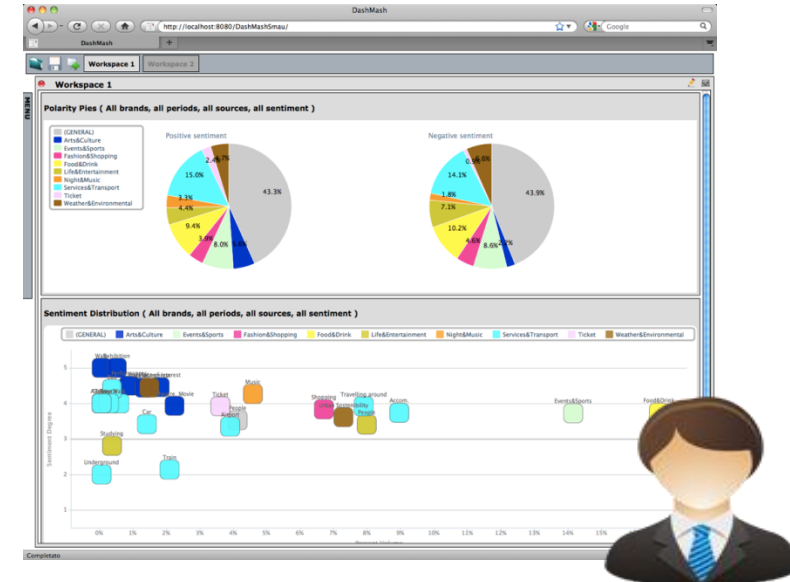 DashMash
http://localhost:8080/DashMashSmau/
Google
DashMash
+
Workspace 1
Workspace 2
Workspace 1
MENU
Polarity Pies ( All brands, all periods, all sources, all sentiment )
(GENERAL)
Arts&Culture
Events&Sports
Fashion&Shopping
Food&Drink
Life&Entertainment
Night&Music
Services&Transport
Ticket
Weather&Environmental
Positive sentiment
43.3%
8.0%
3.9%
9.4%
4.4%
3.3%
15.0%
Negative sentiment
43.9%
8.6%
4.6%
10.2%
7.1%
1.8%
14.1%
Sentiment Distribution ( All brands, all periods, all sources, all sentiment )
(GENERAL) Arts&Culture Events&Sports Fashion&Shopping Food&Drink Life&Entertainment Night&Music Services&Transport Ticket Weather&Environmental
Sentiment Degree
5
4
3
2
1
Music
Ticket
Movie
People
Airport
Car
Shopping
Travelling around
People
Accom.
Events&Sports
Food&Drink
Studying
Underground
Train
0% 1% 2% 3% 4% 5% 6% 7% 8% 9% 10% 11% 12% 13% 14% 15%
Completato